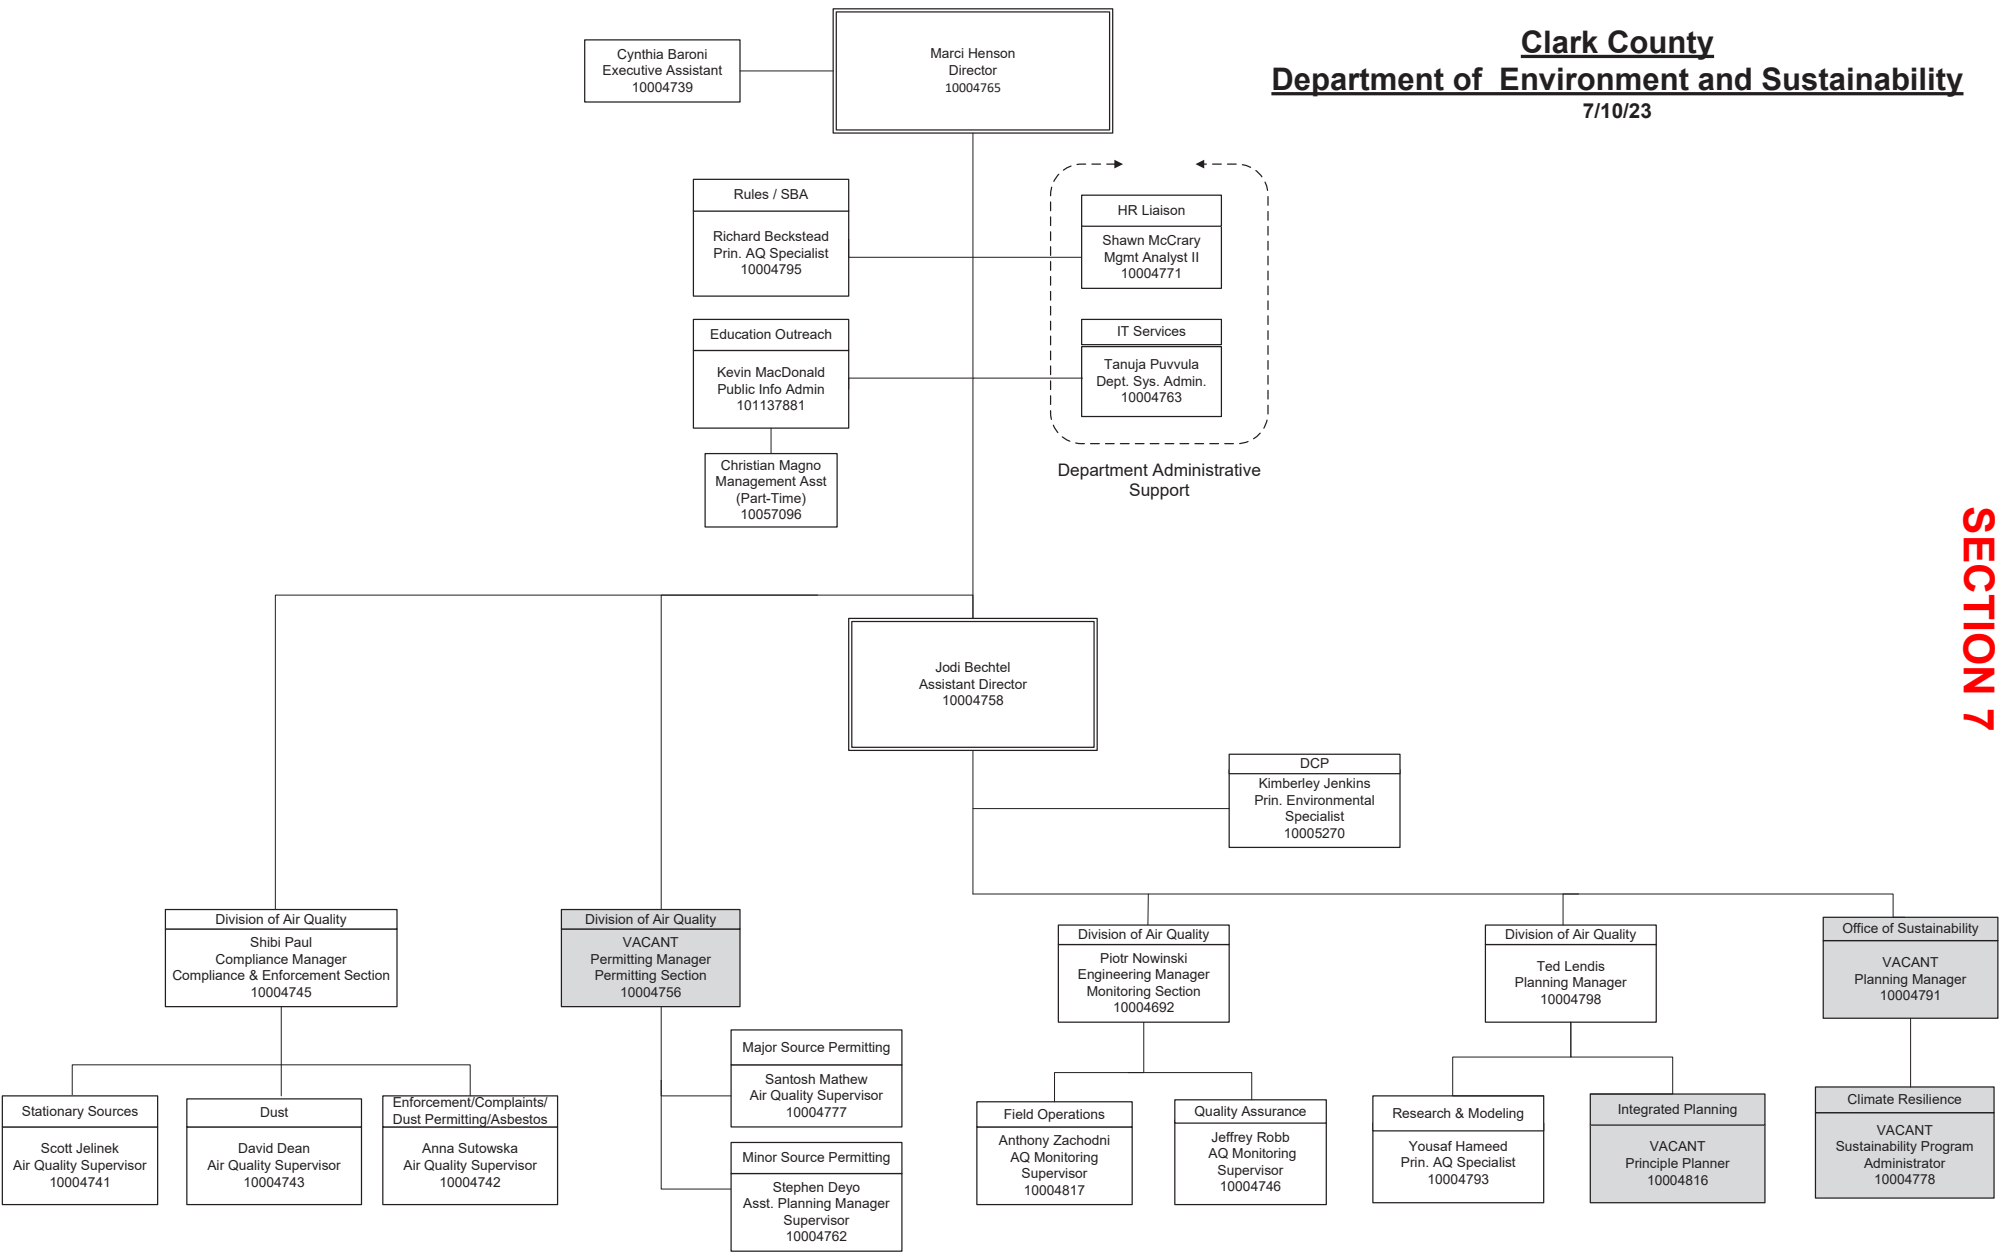 Clark County
Department of Environment and Sustainability
7/10/23
Cynthia Baroni
Executive Assistant
10004739
Marci Henson
Director
10004765
Rules / SBA
Richard Beckstead
Prin. AQ Specialist
10004795
HR Liaison
Shawn McCrary
Mgmt Analyst II
10004771
Education Outreach
Kevin MacDonald
Public Info Admin
101137881
IT Services
Tanuja Puvvula
Dept. Sys. Admin.
10004763
Christian Magno
Management Asst
(Part-Time)
10057096
Department Administrative
Support
SECTION 7
Jodi Bechtel
Assistant Director
10004758
DCP
Kimberley Jenkins
Prin. Environmental
Specialist
10005270
Division of Air Quality
Shibi Paul
Compliance Manager
Compliance & Enforcement Section
10004745
Division of Air Quality
VACANT
Permitting Manager
Permitting Section
10004756
Division of Air Quality
Piotr Nowinski
Engineering Manager
Monitoring Section
10004692
Division of Air Quality
Ted Lendis
Planning Manager
10004798
Office of Sustainability
VACANT
Planning Manager
10004791
Stationary Sources
Scott Jelinek
Air Quality Supervisor
10004741
Dust
David Dean
Air Quality Supervisor
10004743
Enforcement/Complaints/
Dust Permitting/Asbestos
Anna Sutowska
Air Quality Supervisor
10004742
Major Source Permitting
Santosh Mathew
Air Quality Supervisor
10004777
Minor Source Permitting
Stephen Deyo
Asst. Planning Manager
Supervisor
10004762
Field Operations
Anthony Zachodni
AQ Monitoring
Supervisor
10004817
Quality Assurance
Jeffrey Robb
AQ Monitoring
Supervisor
10004746
Research & Modeling
Yousaf Hameed
Prin. AQ Specialist
10004793
Integrated Planning
VACANT
Principle Planner
10004816
Climate Resilience
VACANT
Sustainability Program
Administrator
10004778